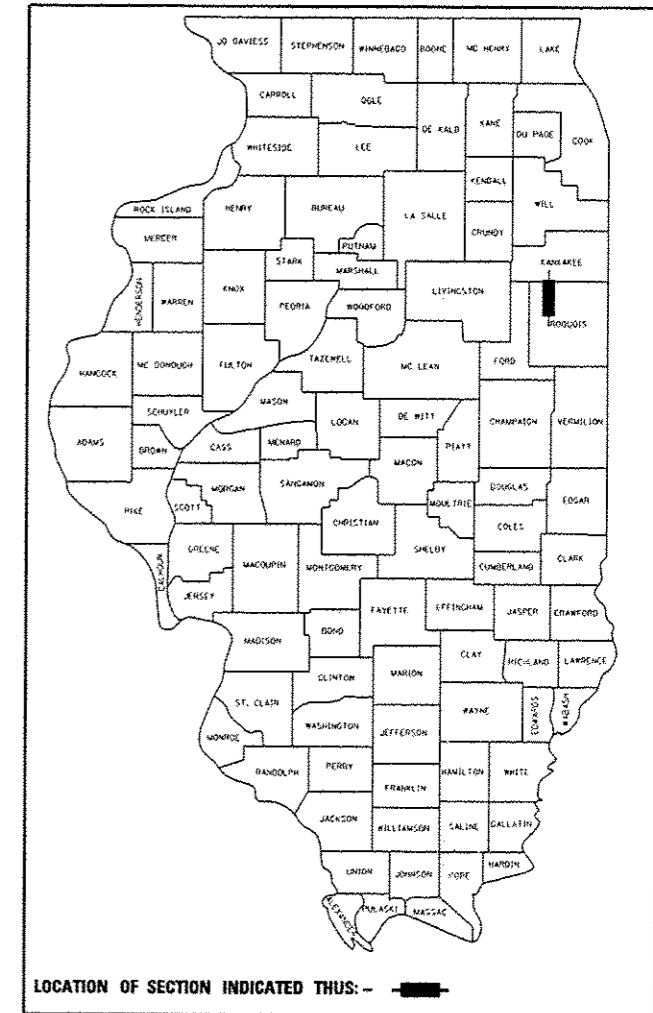 JO DAVIESS STEPHENSON WINNEBAGO BOONE MC HENRY LAKE
CARROLL OGLE DE KALB KANE DU PAGE COOK
WHITESIDE LEE KENDALL WILL
ROCK ISLAND HENRY BUREAU LA SALLE GRUNDY
MERCER PUTNAM KANKAKEE
HENDERSON WARREN KNOX STARK MARSHALL LIVINGSTON IROQUOIS
PEORIA WOODFORD
HANCOCK MC DONOUGH FULTON TAZEWELL MC LEAN FORD
SCHUYLER MASON LOGAN DE WITT CHAMPAIGN VERMILION
ADAMS BROWN CASS MENARD MACON PIATT
PIKE SCOTT MORGAN SANGAMON CHRISTIAN MOULTRIE DOUGLAS EDGAR
COLES
CALHOUN GREENE MACOUPIN MONTGOMERY SHELBY CUMBERLAND CLARK
JERSEY FAYETTE EFFINGHAM JASPER CRAWFORD
MADISON BOND CLAY RICHLAND LAWRENCE
ST. CLAIR CLINTON MARION WAYNE EDWARDS WABASH
MONROE WASHINGTON JEFFERSON
RANDOLPH PERRY FRANKLIN HAMILTON WHITE
JACKSON WILLIAMSON SALINE GALLATIN
UNION JOHNSON POPE HARDIN
ALEXANDER PULASKI MASSAC
LOCATION OF SECTION INDICATED THUS: -